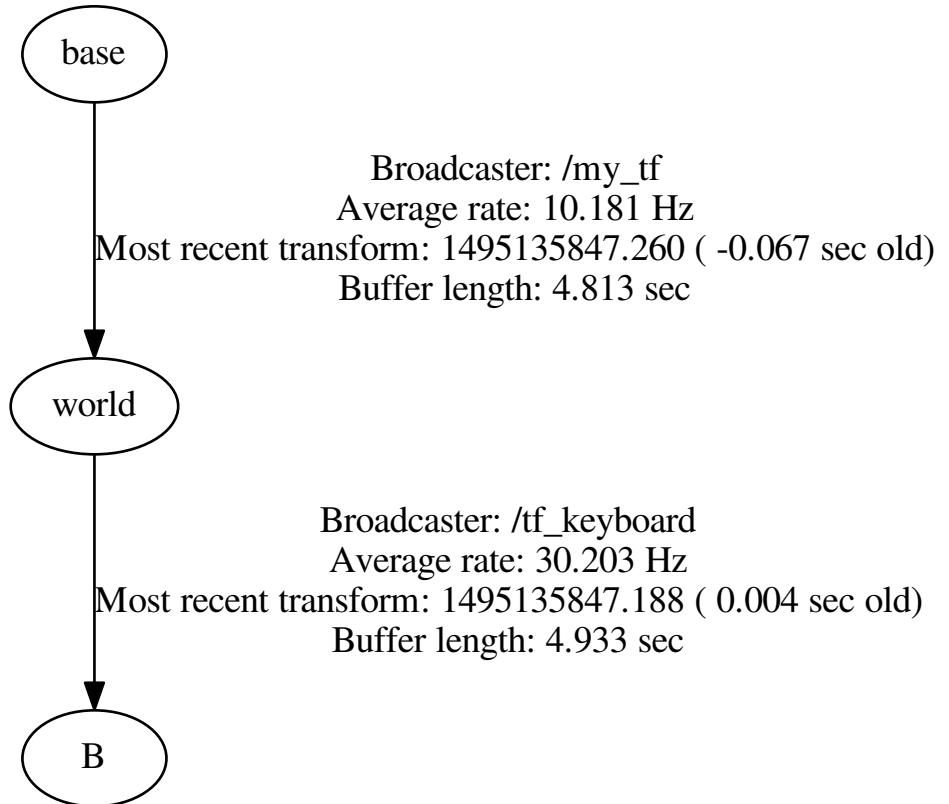 base
Broadcaster: /my_tf
Average rate: 10.181 Hz
Most recent transform: 1495135847.260 ( -0.067 sec old)
Buffer length: 4.813 sec
world
Broadcaster: /tf_keyboard
Average rate: 30.203 Hz
Most recent transform: 1495135847.188 ( 0.004 sec old)
Buffer length: 4.933 sec
B